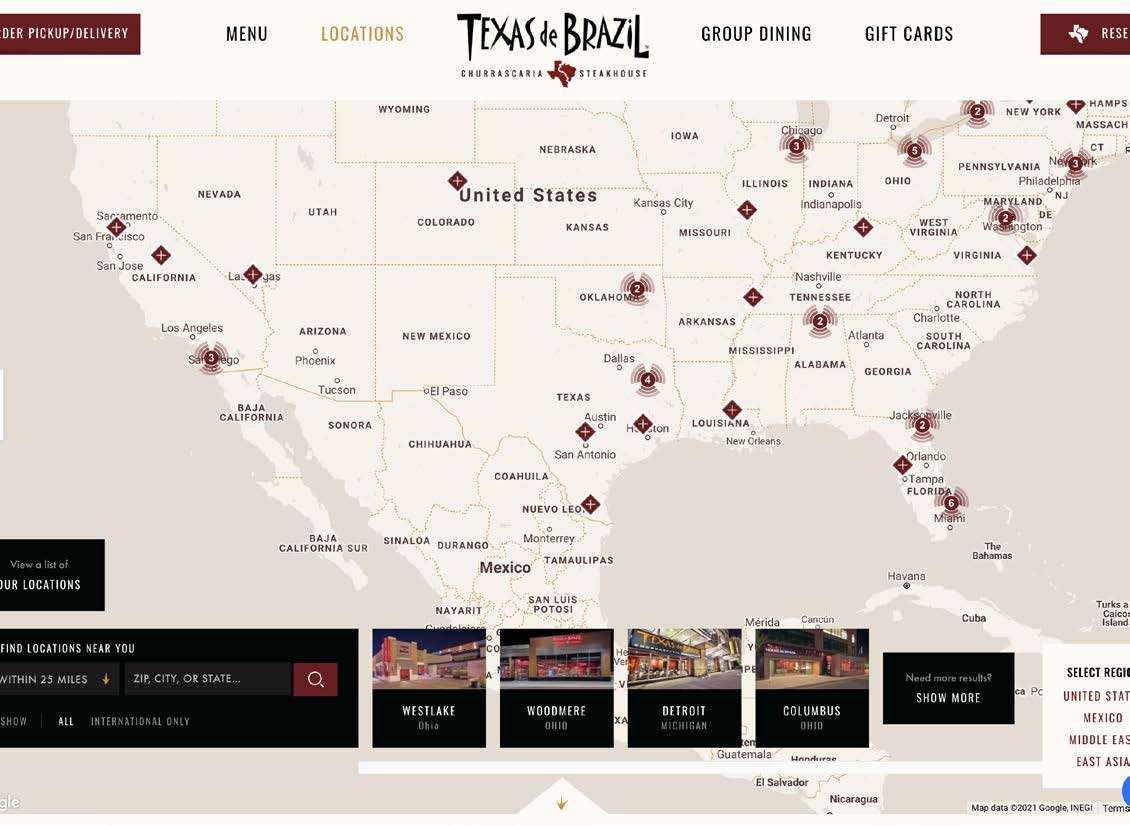 RDER PICKUP/DELIVERY
MENU
LOCATIONS
TEXAS de BRAZIL
CHURRASCARIA STEAKHOUSE
GROUP DINING
GIFT CARDS
RESE
WYOMING
IOWA
NEBRASKA
Chicago
3
Detroit
5
2
NEW YORK
HAMPS
MASSACH
CT
R
3
PENNSYLVANIA
Philadelphia
NJ
NEVADA
UTAH
United States
COLORADO
KANSAS
Kansas City
MISSOURI
ILLINOIS
INDIANA
Indianapolis
OHIO
MARYLAND
DE
2
Washington
WEST
VIRGINIA
VIRGINIA
KENTUCKY
Sacramento
San Francisco
San Jose
CALIFORNIA
Las Vegas
OKLAHOMA
2
Nashville
TENNESSEE
NORTH
CAROLINA
Charlotte
Los Angeles
ARIZONA
NEW MEXICO
ARKANSAS
2
Atlanta
SOUTH
CAROLINA
3
San Diego
Phoenix
Tucson
El Paso
Dallas
4
MISSISSIPPI
ALABAMA
GEORGIA
TEXAS
BAJA
CALIFORNIA
SONORA
CHIHUAHUA
Austin
Houston
San Antonio
LOUISIANA
New Orleans
Jacksonville
2
Orlando
Tampa
FLORIDA
6
Miami
COAHUILA
NUEVO LEO
Monterrey
BAJA
CALIFORNIA SUR
SINALOA
DURANGO
TAMAULIPAS
Mexico
The
Bahamas
Havana
Cuba
Turks a
Caico
Island
NAYARIT
SAN LUIS
POTOSI
Mérida
Cancún
View a list of
OUR LOCATIONS
FIND LOCATIONS NEAR YOU
WITHIN 25 MILES
ZIP, CITY, OR STATE...
SHOW
ALL
INTERNATIONAL ONLY
WESTLAKE
Ohio
WOODMERE
OHIO
DETROIT
MICHIGAN
COLUMBUS
OHIO
Need more results?
SHOW MORE
SELECT REGIO
UNITED STAT
MEXICO
MIDDLE EAS
EAST ASIA
Guatemala
Honduras
El Salvador
Nicaragua
gle
Map data ©2021 Google, INEGI
Terms